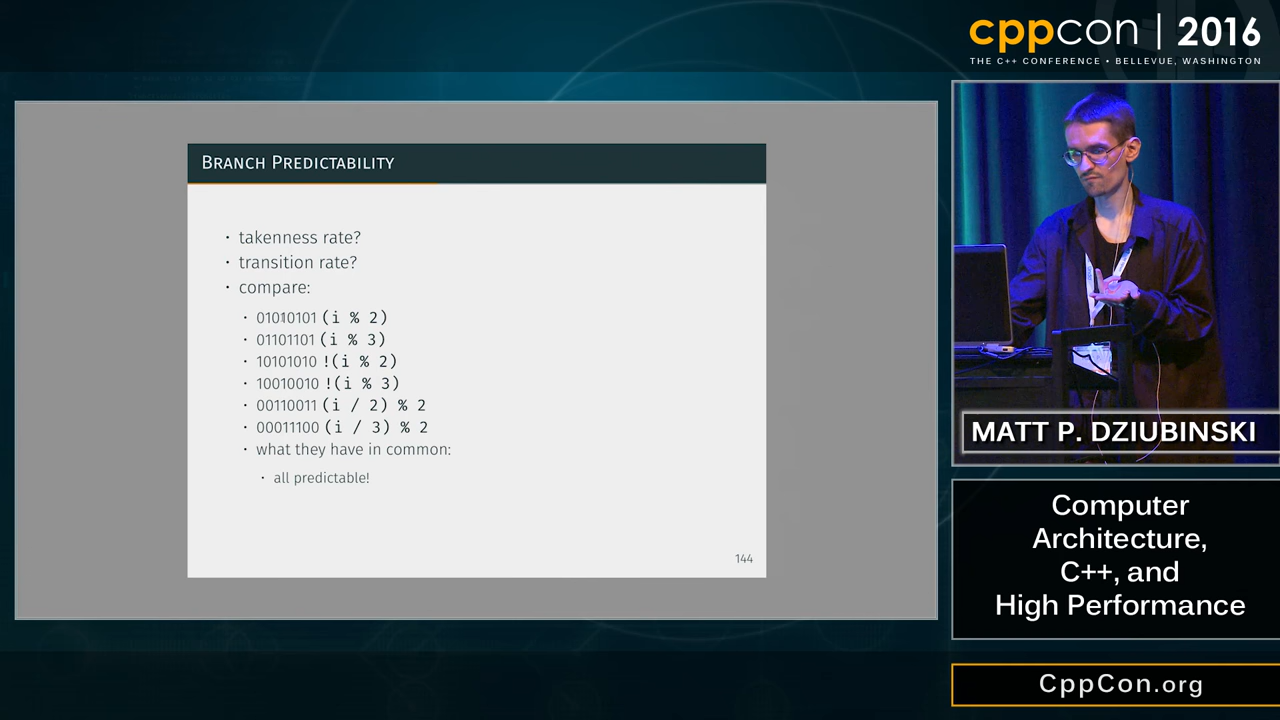 cppcon | 2016
THE C++ CONFERENCE • BELLEVUE, WASHINGTON
BRANCH PREDICTABILITY
· takenness rate?
· transition rate?
· compare:
· 01010101 (i % 2)
· 01101101 (i % 3)
· 10101010 !(i % 2)
· 10010010 !(i % 3)
· 00110011 (i / 2) % 2
· 00011100 (i / 3) % 2
· what they have in common:
· all predictable!
144
MATT P. DZIUBINSKI
Computer
Architecture,
C++, and
High Performance
CppCon.org